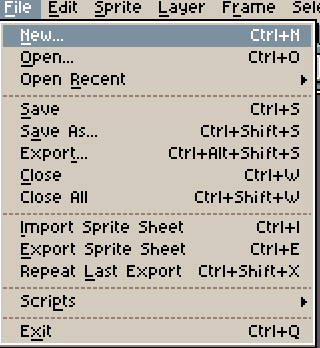 File Edit Sprite Layer Frame Sele
New... Ctrl+N
Open... Ctrl+O
Open Recent
Save Ctrl+S
Save As... Ctrl+Shift+S
Export... Ctrl+Alt+Shift+S
Close Ctrl+W
Close All Ctrl+Shift+W
Import Sprite Sheet Ctrl+I
Export Sprite Sheet Ctrl+E
Repeat Last Export Ctrl+Shift+X
Scripts
Exit Ctrl+Q